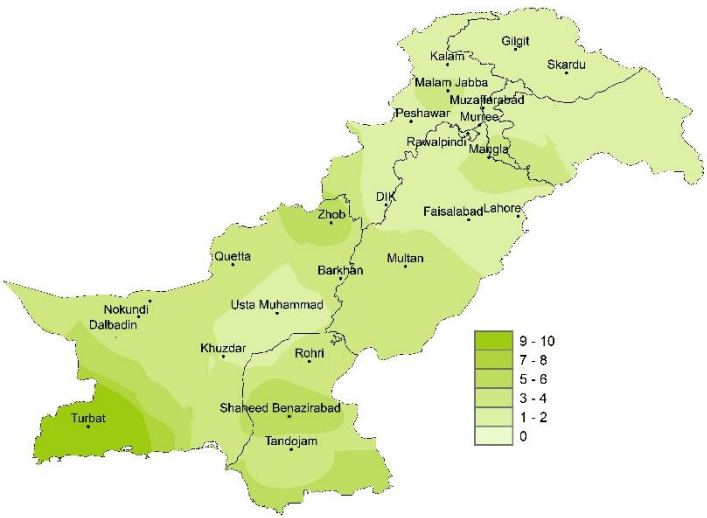 Gilgit
Kalam
Skardu
Malam Jabba
Muzaffarabad
Peshawar
Murree
Rawalpindi
Mangla
DIK
Zhob
Faisalabad
Lahore
Quetta
Multan
Barkhan
Usta Muhammad
Nokundi
Dalbadin
Khuzdar
Rohri
Shaheed Benazirabad
Turbat
Tandojam
9 - 10
7 - 8
5 - 6
3 - 4
1 - 2
0